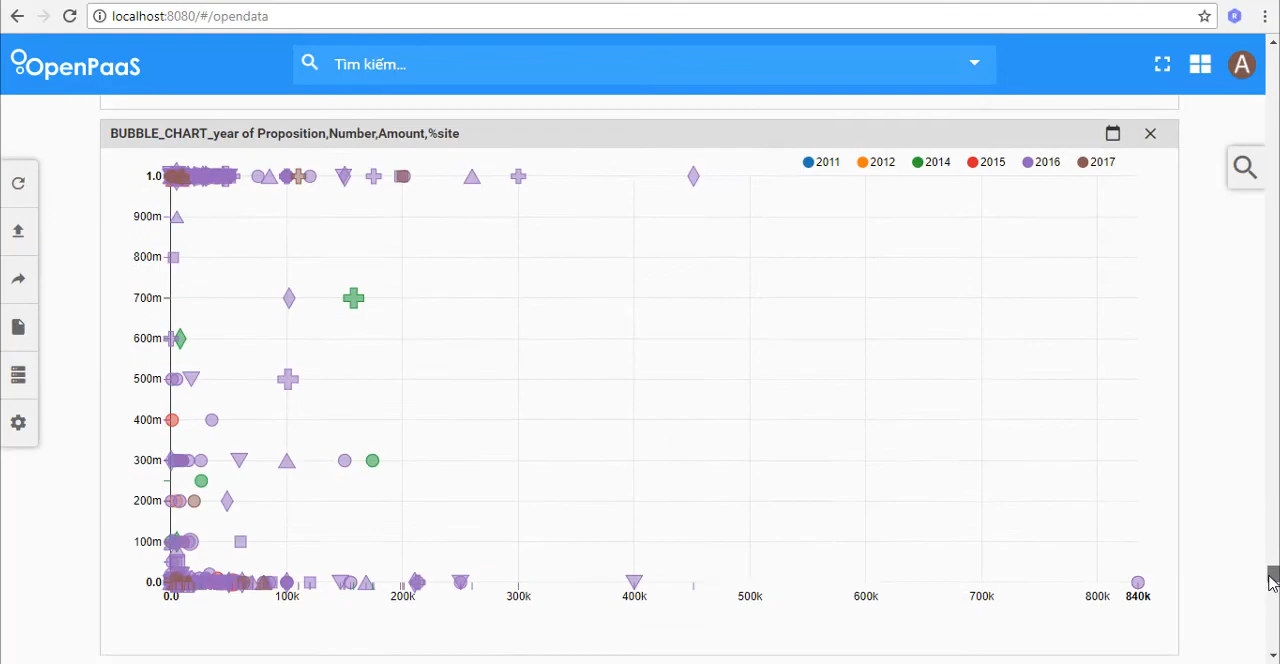 localhost:8080/#/opendata
OpenPaaS
Tìm kiếm...
A
BUBBLE_CHART_year of Proposition,Number,Amount,%site
2011 2012 2014 2015 2016 2017
1.0
900m
800m
700m
600m
500m
400m
300m
200m
100m
0.0
0.0 100k 200k 300k 400k 500k 600k 700k 800k 840k